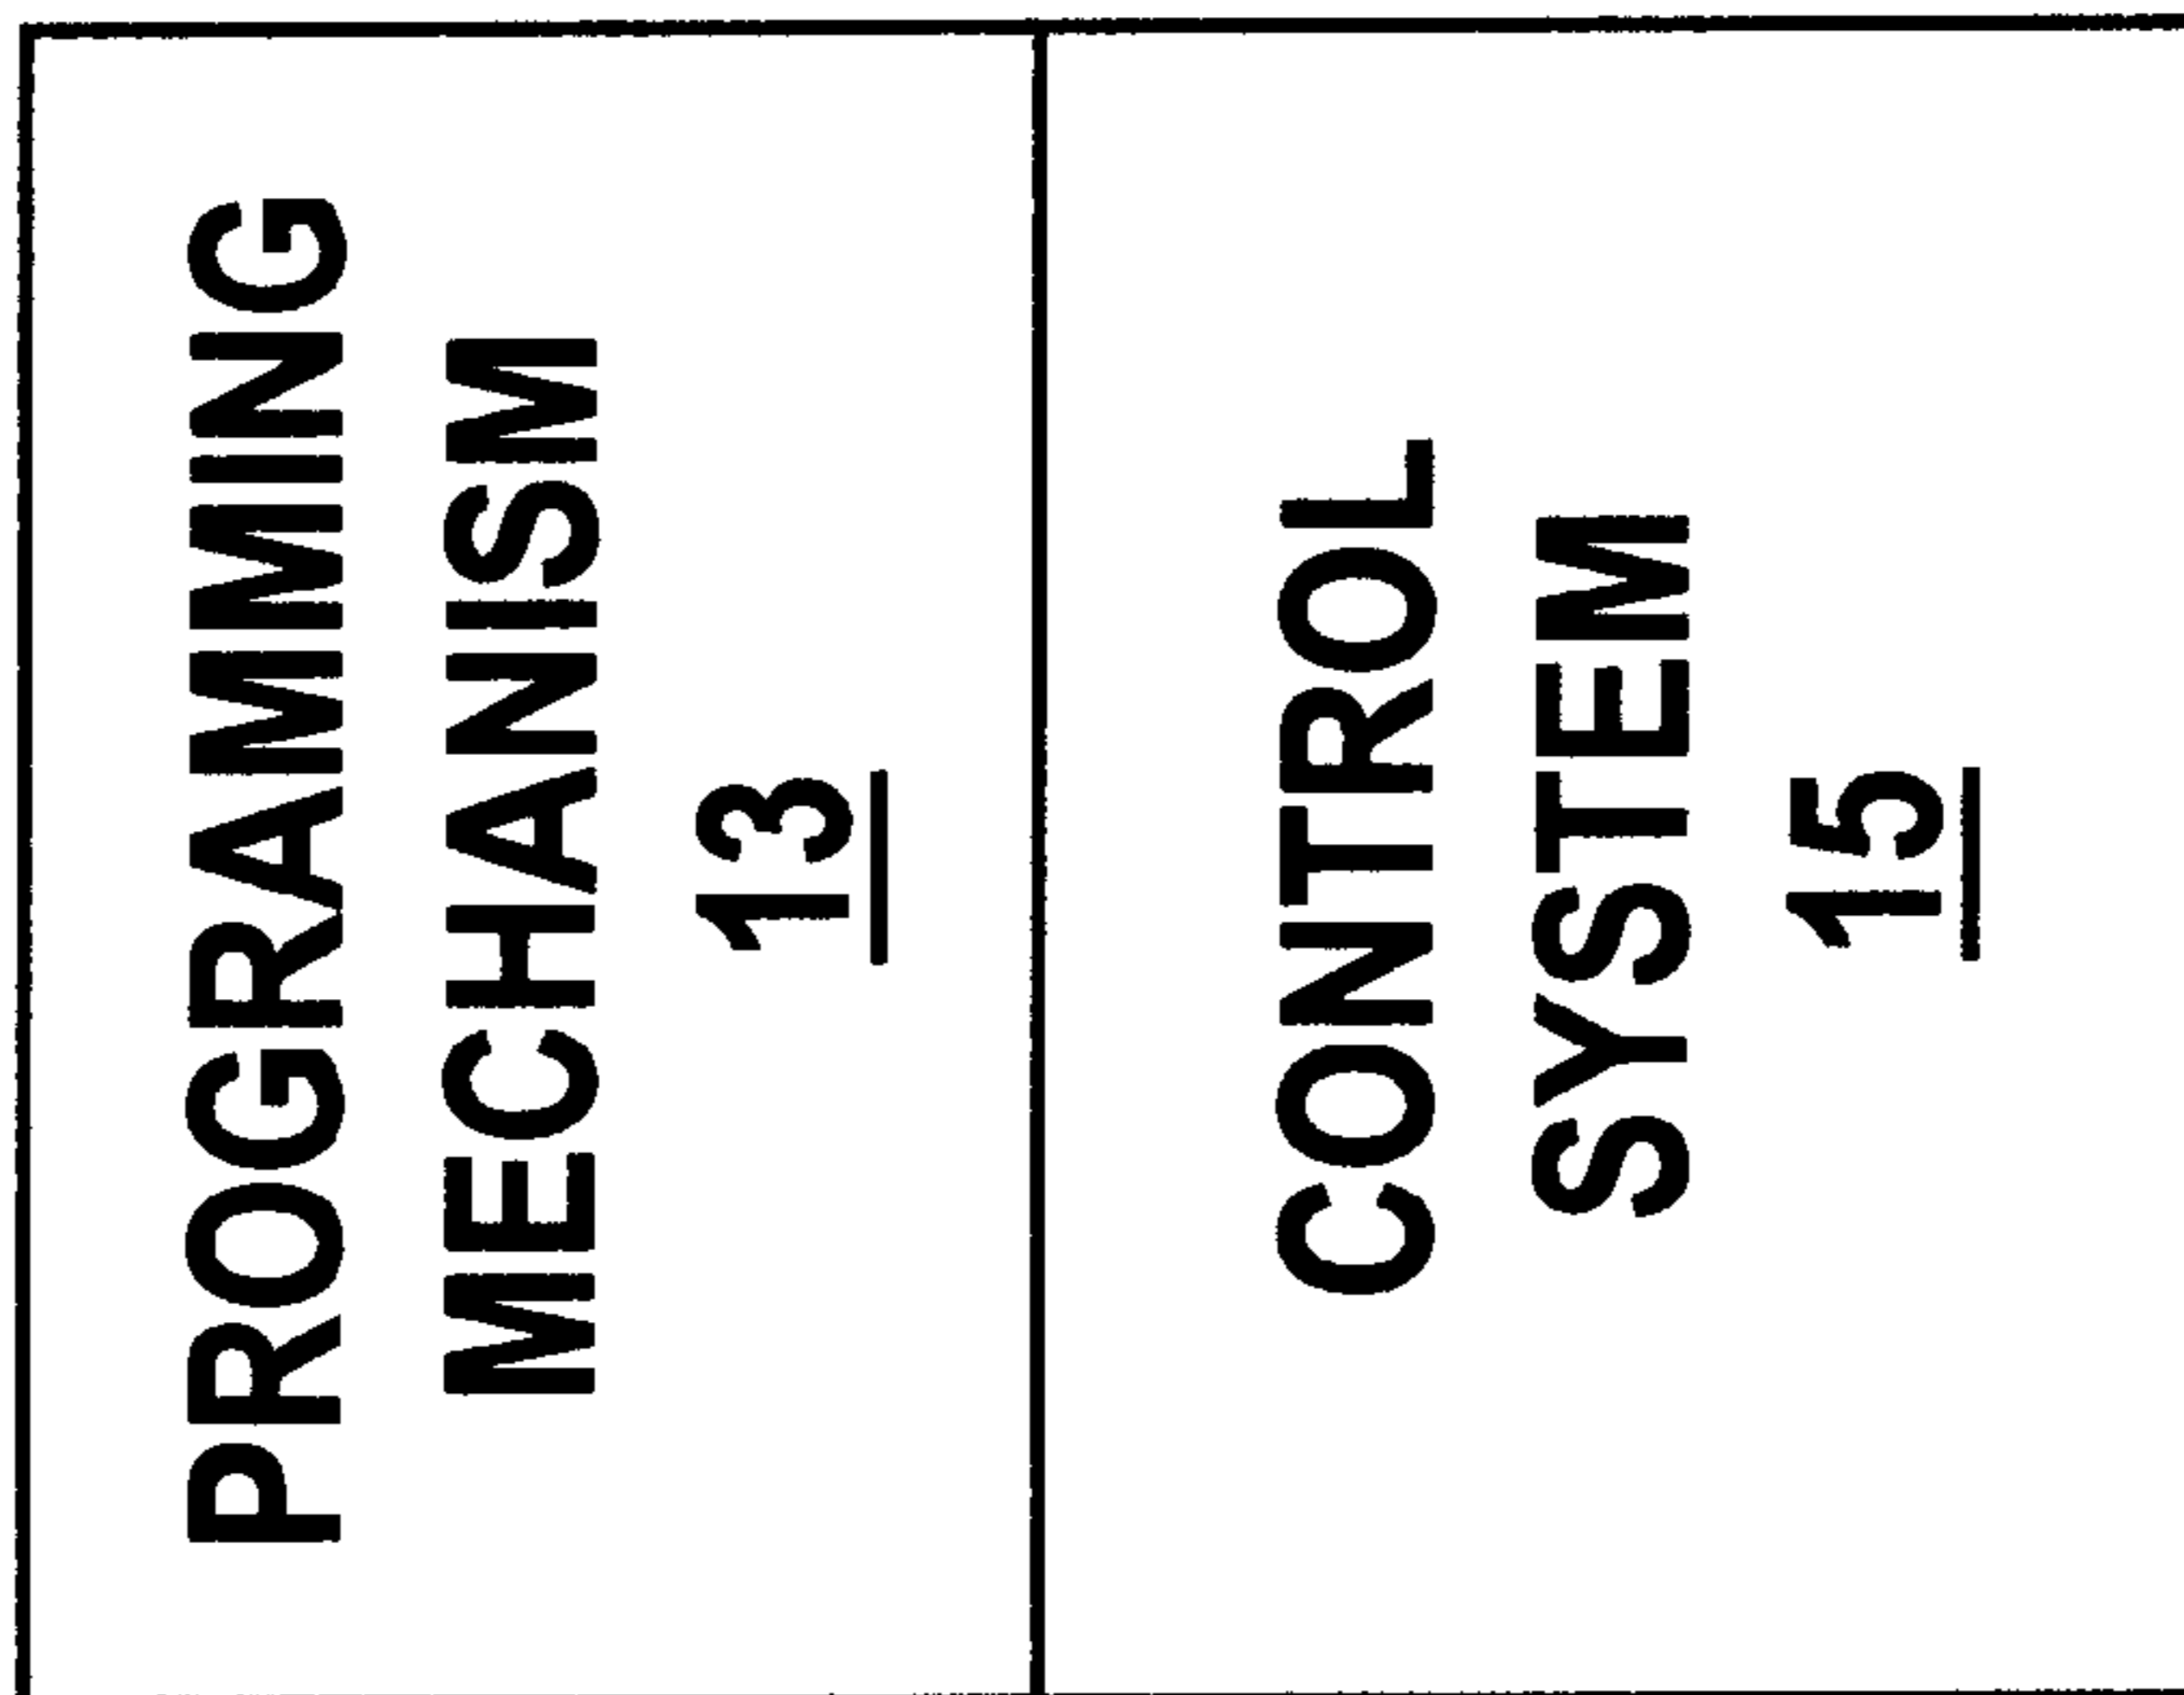 PROGRAMMING
MECHANISM
13
CONTROL
SYSTEM
15